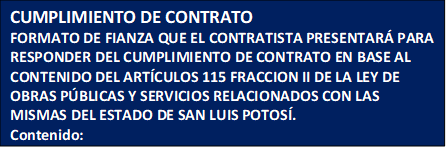 CUMPLIMIENTO DE CONTRATO
FORMATO DE FIANZA QUE EL CONTRATISTA PRESENTARÁ PARA
RESPONDER DEL CUMPLIMIENTO DE CONTRATO EN BASE AL
CONTENIDO DEL ARTÍCULOS 115 FRACCION II DE LA LEY DE
OBRAS PÚBLICAS Y SERVICIOS RELACIONADOS CON LAS
MISMAS DEL ESTADO DE SAN LUIS POTOSÍ.
Contenido: